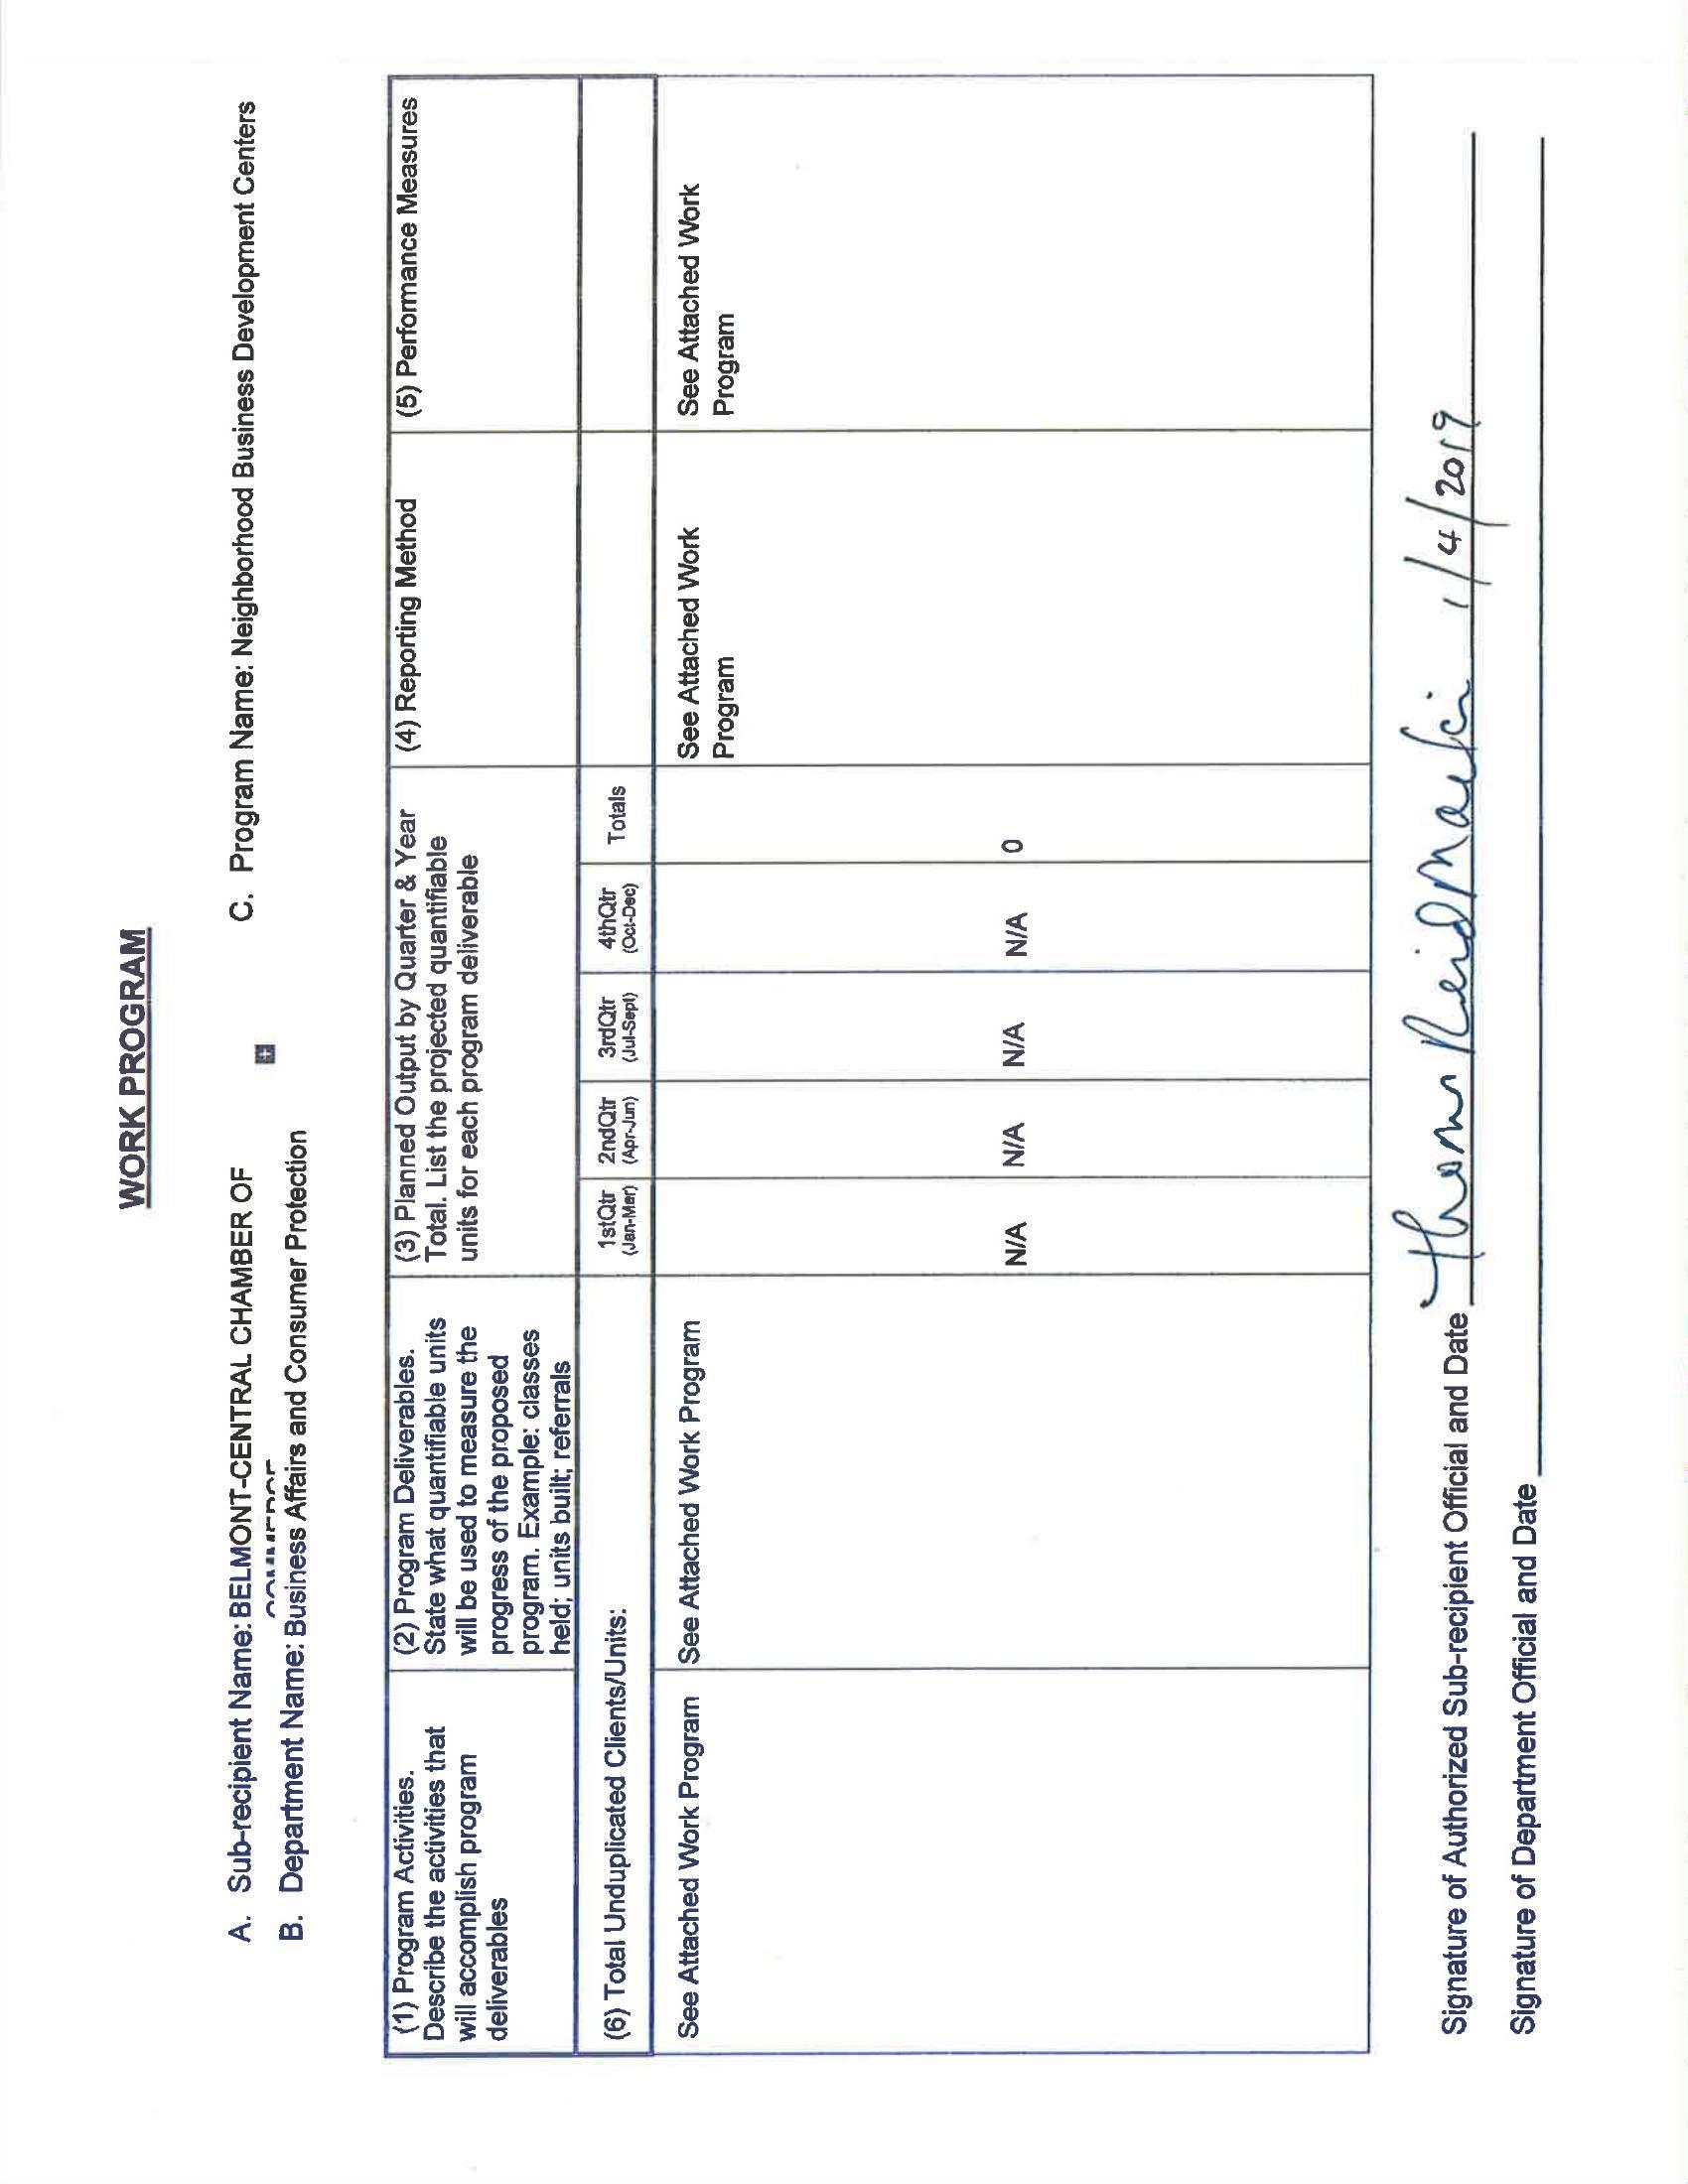 WORK PROGRAM
A. Sub-recipient Name: BELMONT-CENTRAL CHAMBER OF
C. Program Name: Neighborhood Business Development Centers
B. Department Name: Business Affairs and Consumer Protection
(1) Program Activities.
Describe the activities that
will accomplish program
deliverables
(2) Program Deliverables.
State what quantifiable units
will be used to measure the
progress of the proposed
program. Example: classes
held; units built; referrals
(3) Planned Output by Quarter & Year
Total. List the projected quantifiable
units for each program deliverable
(4) Reporting Method
(5) Performance Measures
(6) Total Unduplicated Clients/Units:
1stQtr
(Jan-Mar)
2ndQtr
(Apr-Jun)
3rdQtr
(Jul-Sept)
4thQtr
(Oct-Dec)
Totals
See Attached Work Program
See Attached Work Program
N/A
N/A
N/A
N/A
0
See Attached Work
Program
See Attached Work
Program
Signature of Authorized Sub-recipient Official and Date 1/4/2019
Signature of Department Official and Date